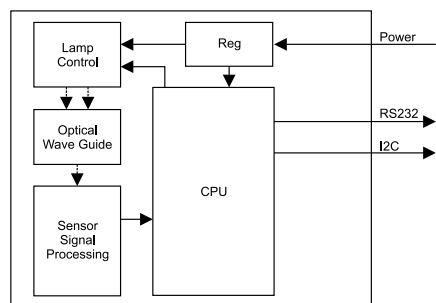 Lamp
Control
Reg
Power
Optical
Wave Guide
RS232
I2C
CPU
Sensor
Signal
Processing